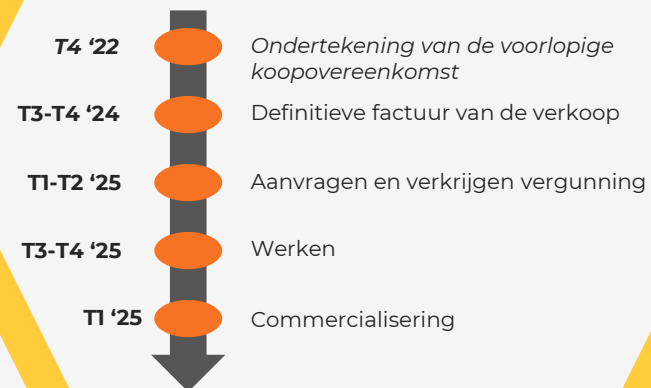 T4 ‘22
Ondertekening van de voorlopige
koopovereenkomst
T3-T4 ‘24
Definitieve factuur van de verkoop
T1-T2 ‘25
Aanvragen en verkrijgen vergunning
T3-T4 ‘25
Werken
T1 ‘25
Commercialisering